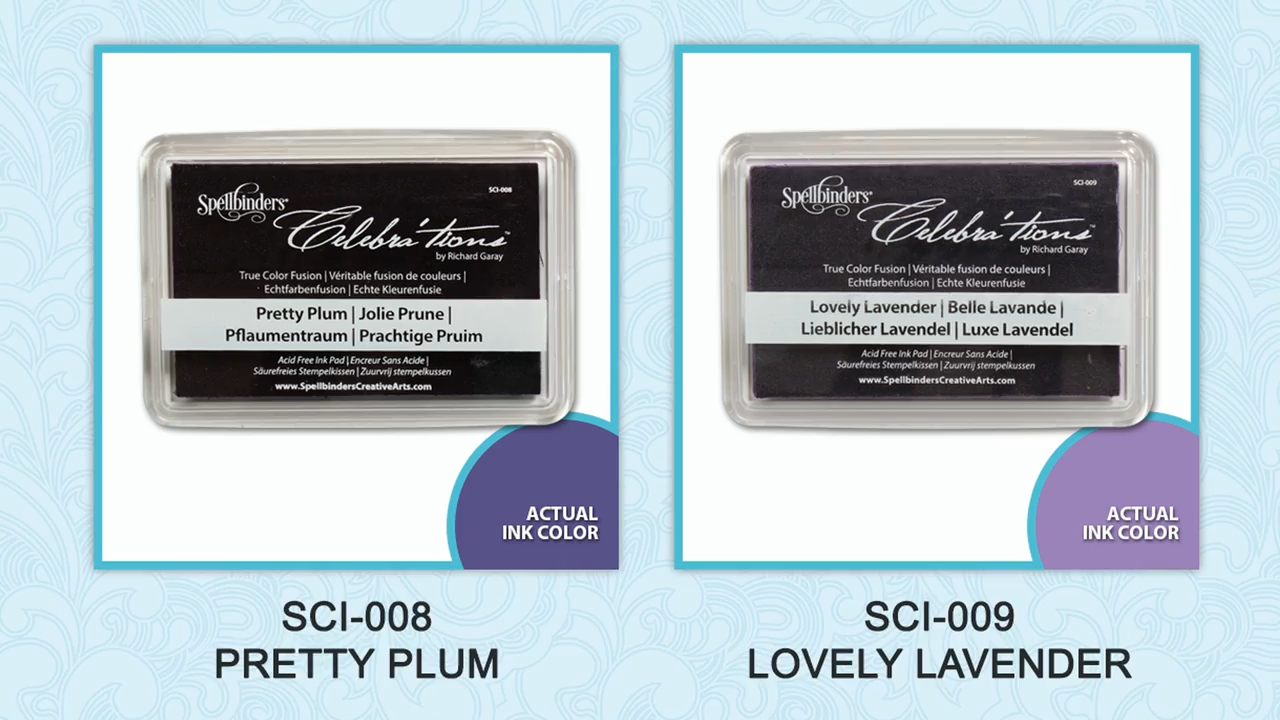 Spellbinders®
SCI-008
Celebra'tions™
by Richard Garay
True Color Fusion | Véritable fusion de couleurs |
Echtfarbenfusion | Echte Kleurenfusie
Pretty Plum | Jolie Prune |
Pflaumentraum | Prachtige Pruim
Acid Free Ink Pad | Encreur Sans Acide |
Säurefreies Stempelkissen | Zuurvrij stempelkussen
www.SpellbindersCreativeArts.com
ACTUAL
INK COLOR
SCI-008
PRETTY PLUM
Spellbinders®
SCI-009
Celebra'tions™
by Richard Garay
True Color Fusion | Véritable fusion de couleurs |
Echtfarbenfusion | Echte Kleurenfusie
Lovely Lavender | Belle Lavande |
Lieblicher Lavendel | Luxe Lavendel
Acid Free Ink Pad | Encreur Sans Acide |
Säurefreies Stempelkissen | Zuurvrij stempelkussen
www.SpellbindersCreativeArts.com
ACTUAL
INK COLOR
SCI-009
LOVELY LAVENDER